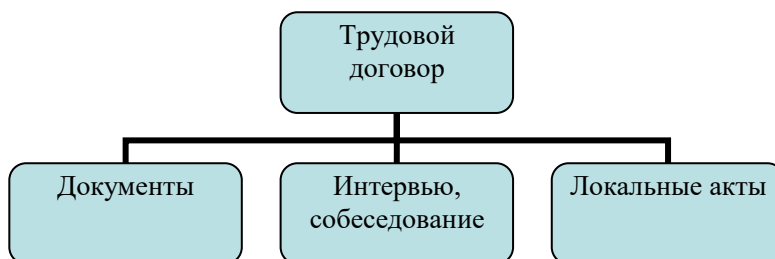 Трудовой
договор
Документы
Интервью,
собеседование
Локальные акты